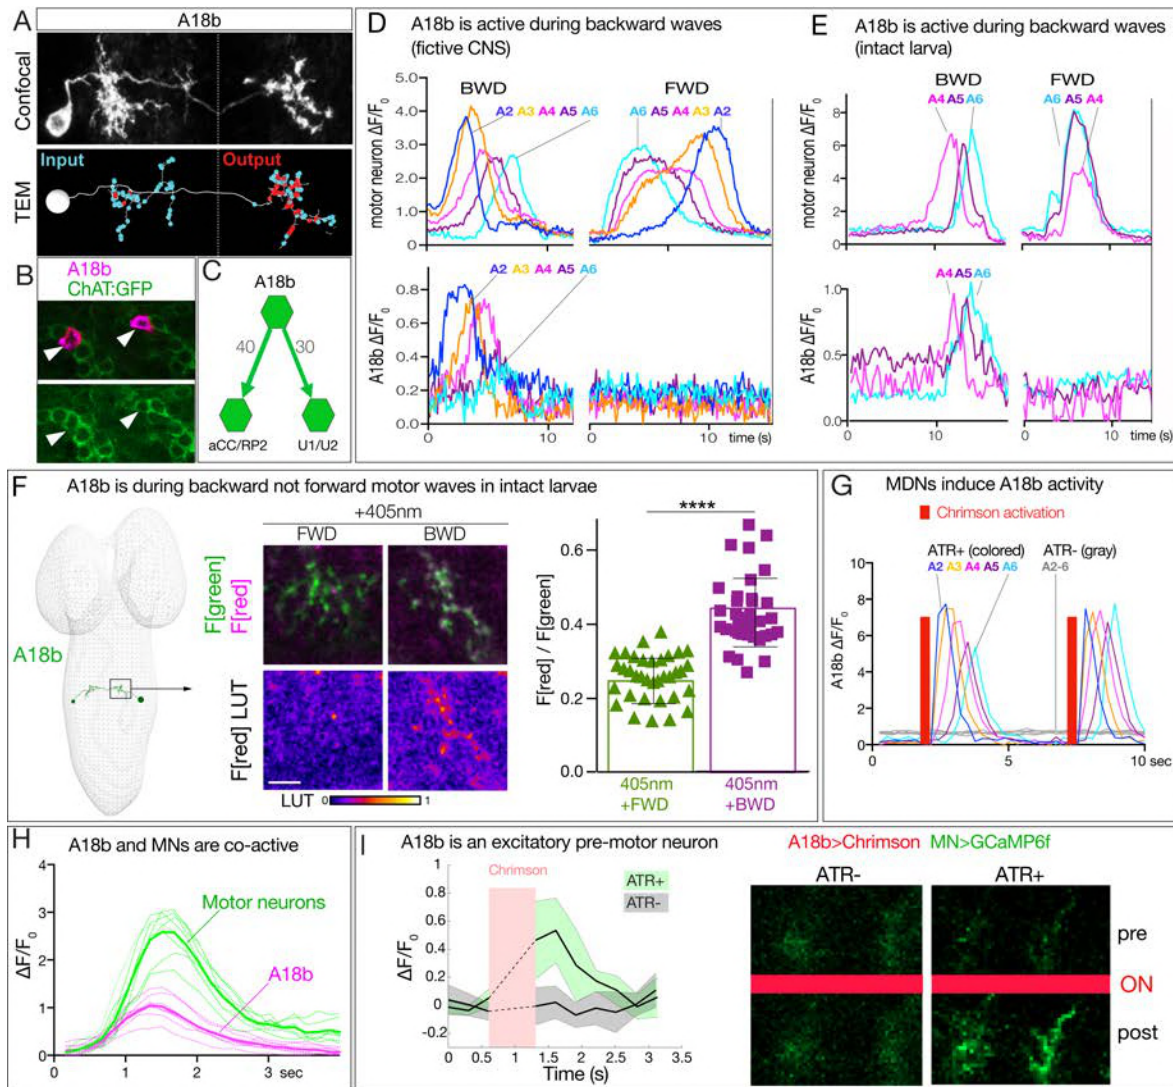 A
A18b
Confocal
TEM
Input
Output
B
A18b
ChAT:GFP
C
A18b
40
30
aCC/RP2
U1/U2
D
A18b is active during backward waves
(fictive CNS)
BWD
FWD
A2 A3 A4 A5 A6
A6 A5 A4 A3 A2
motor neuron ΔF/F0
5.0
4.0
3.0
2.0
1.0
0
A2 A3 A4 A5 A6
A18b ΔF/F0
0.8
0.6
0.4
0.2
0.0
0
10
0
10
time (s)
E
A18b is active during backward waves
(intact larva)
BWD
FWD
A4 A5 A6
A6 A5 A4
motor neuron ΔF/F0
8
6
4
2
0
10
A4 A5 A6
A18b ΔF/F0
1.0
0.5
0.0
0
10
20
0
10
time (s)
F
A18b is during backward not forward motor waves in intact larvae
A18b
+405nm
FWD
BWD
F[green]
F[red]
F[red] LUT
LUT
0
1
****
F[red] / F[green]
0.6
0.4
0.2
0.0
405nm
+FWD
405nm
+BWD
G
MDNs induce A18b activity
Chrimson activation
ATR+ (colored)
ATR- (gray)
A2 A3 A4 A5 A6
A2-6
A18b ΔF/F0
8
6
4
2
0
0
5
10 sec
H
A18b and MNs are co-active
Motor neurons
A18b
ΔF/F0
4
3
2
1
0
0
1
2
3
sec
I
A18b is an excitatory pre-motor neuron
Chrimson
ATR+
ATR-
ΔF/F0
1
0.8
0.6
0.4
0.2
0
-0.2
0
0.5
1
1.5
2
2.5
3
3.5
Time (s)
A18b>Chrimson MN>GCaMP6f
ATR-
ATR+
pre
ON
post